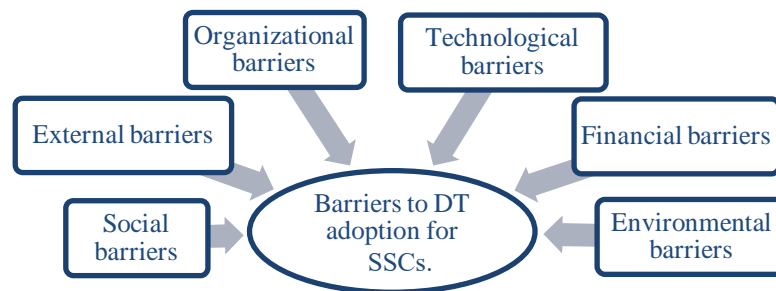 Organizational
barriers
Technological
barriers
External barriers
Financial barriers
Social
barriers
Barriers to DT
adoption for
SSCs.
Environmental
barriers